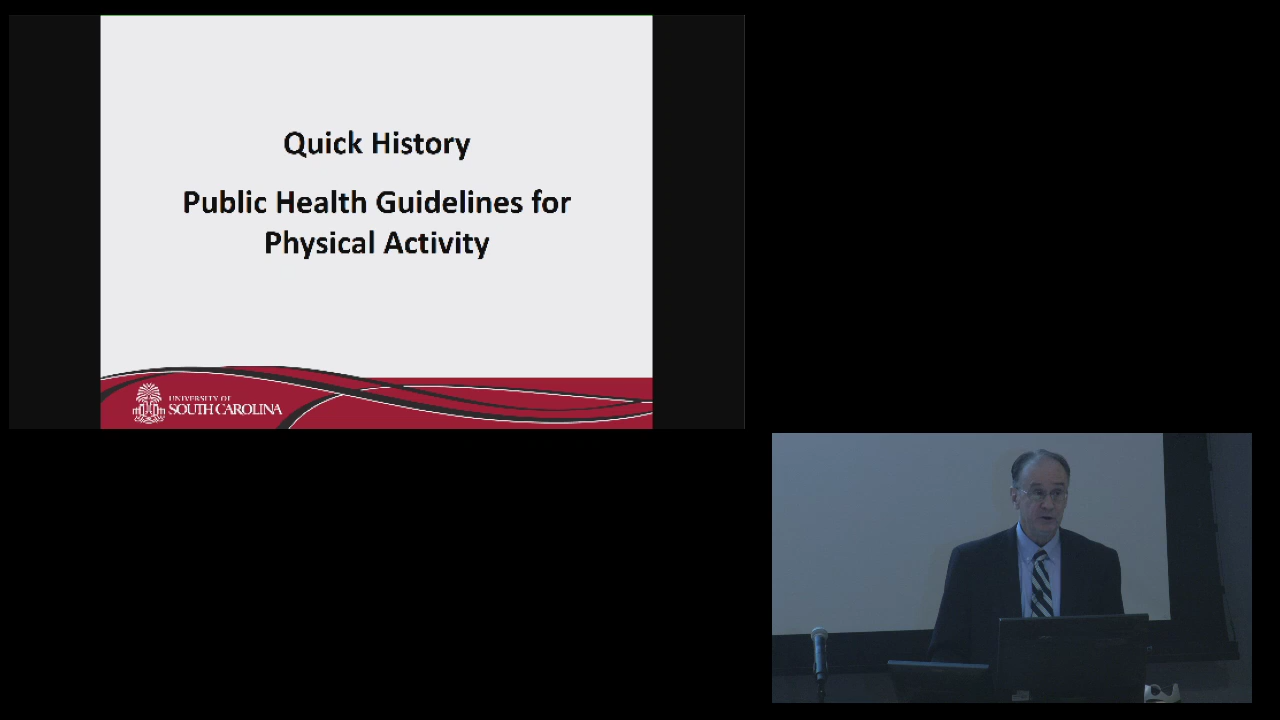 Quick History
Public Health Guidelines for
Physical Activity
UNIVERSITY OF
SOUTH CAROLINA